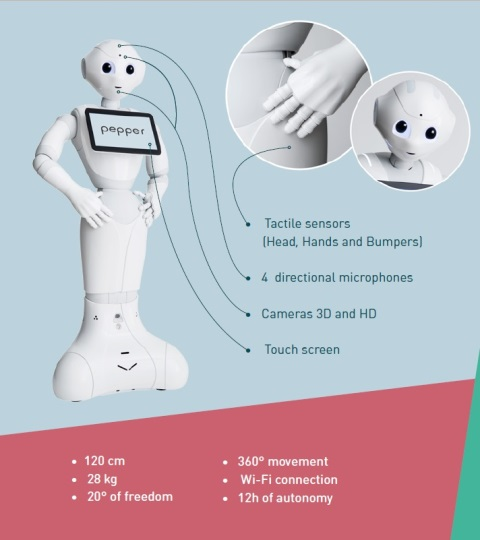 pepper
Tactile sensors
(Head, Hands and Bumpers)
4 directional microphones
Cameras 3D and HD
Touch screen
• 120 cm
• 28 kg
• 20° of freedom
• 360° movement
• Wi-Fi connection
• 12h of autonomy